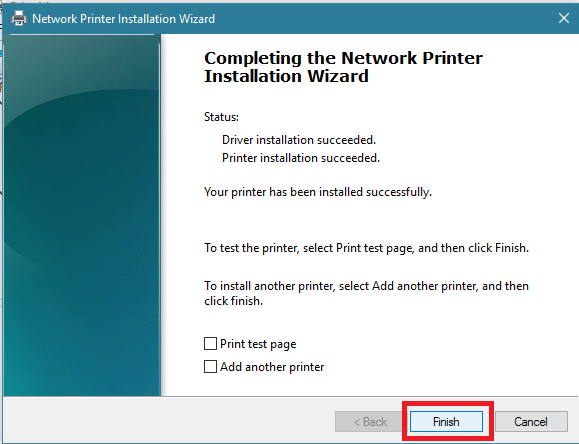 Network Printer Installation Wizard
Completing the Network Printer
Installation Wizard
Status:
Driver installation succeeded.
Printer installation succeeded.
Your printer has been installed successfully.
To test the printer, select Print test page, and then click Finish.
To install another printer, select Add another printer, and then
click finish.
Print test page
Add another printer
< Back
Finish
Cancel